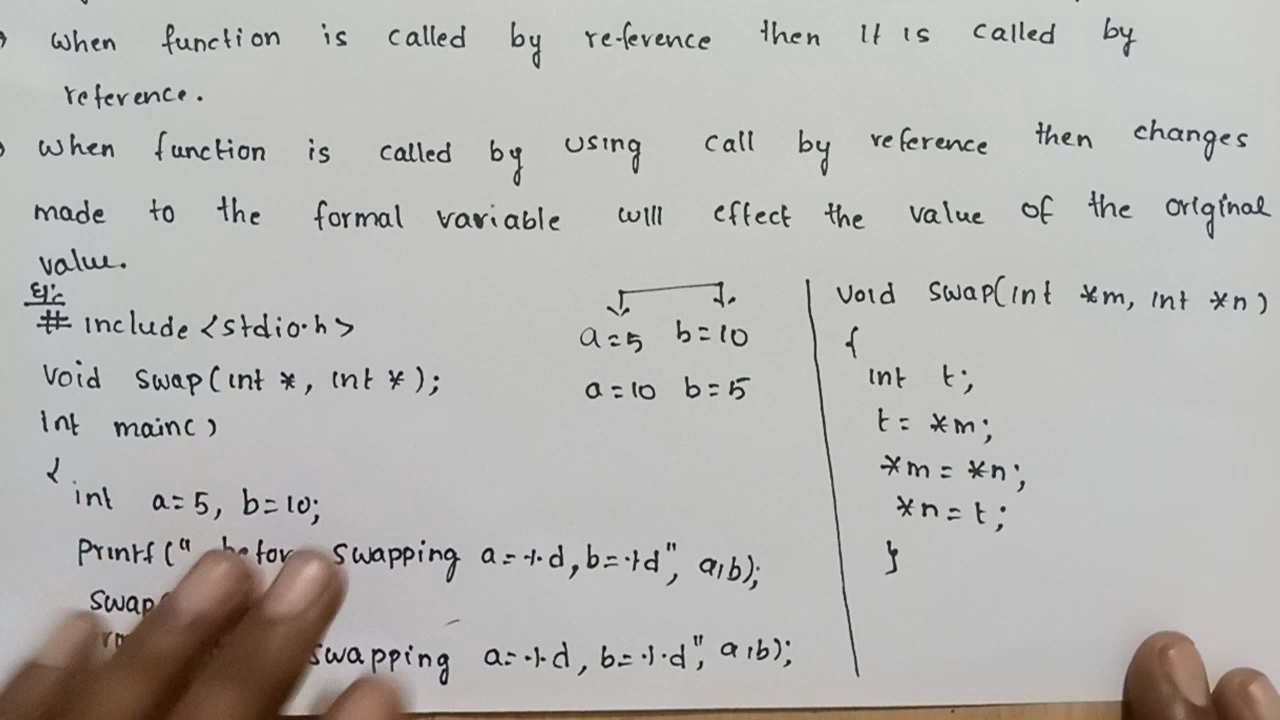 when function is called by reference then it is called by
reference.
when function is called by using call by reference then changes
made to the formal variable will effect the value of the original
value.
Ex:
# include <stdio.h>
void swap(int *, int *);
int main()
{
int a=5, b=10;
printf(" before swapping a=%d, b=%d", a,b);
swap(
swapping a=%d, b=%d", a,b);
a=5 b=10
a=10 b=5
void swap(int *m, int *n)
{
int t;
t= *m;
*m = *n;
*n = t;
}